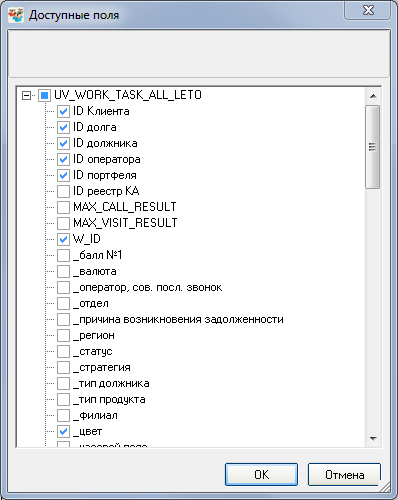 Доступные поля
UV_WORK_TASK_ALL_LETO
ID Клиента
ID долга
ID должника
ID оператора
ID портфеля
ID реестр КА
MAX_CALL_RESULT
MAX_VISIT_RESULT
W_ID
_балл №1
_валюта
_оператор, сов. посл. звонок
_отдел
_причина возникновения задолженности
_регион
_статус
_стратегия
_тип должника
_тип продукта
_филиал
_цвет
OK
Отмена